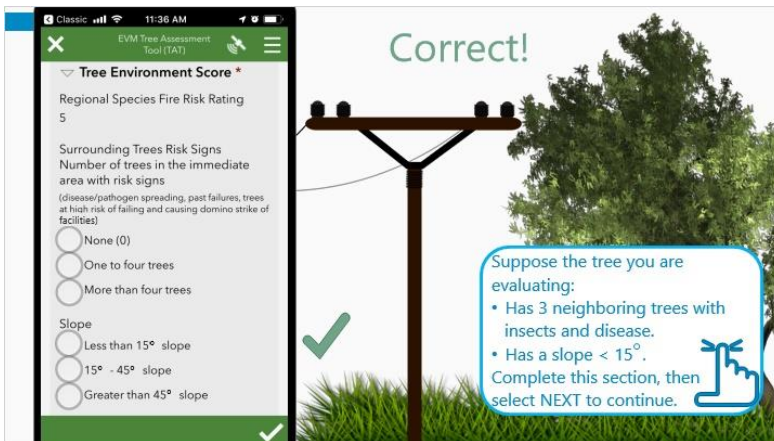 Classic 11:36 AM
EVM Tree Assessment
Tool (TAT)
Tree Environment Score *
Regional Species Fire Risk Rating
5
Surrounding Trees Risk Signs
Number of trees in the immediate
area with risk signs
(disease/pathogen spreading, past failures, trees
at high risk of failing and causing domino strike of
facilities)
None (0)
One to four trees
More than four trees
Slope
Less than 15° slope
15° - 45° slope
Greater than 45° slope
Correct!
Suppose the tree you are
evaluating:
• Has 3 neighboring trees with
insects and disease.
• Has a slope < 15°.
Complete this section, then
select NEXT to continue.